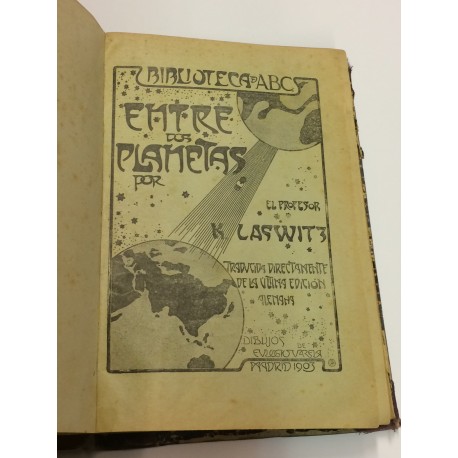 BIBLIOTECA DE ABC
ENTRE
DOS
PLANETAS
POR
EL PROFESOR
K LASWITZ
TRADUCIDA DIRECTAMENTE
DE LA ÚLTIMA EDICIÓN
ALEMANA
DIBUJOS DE
EULOGIO VARELA
MADRID 1903